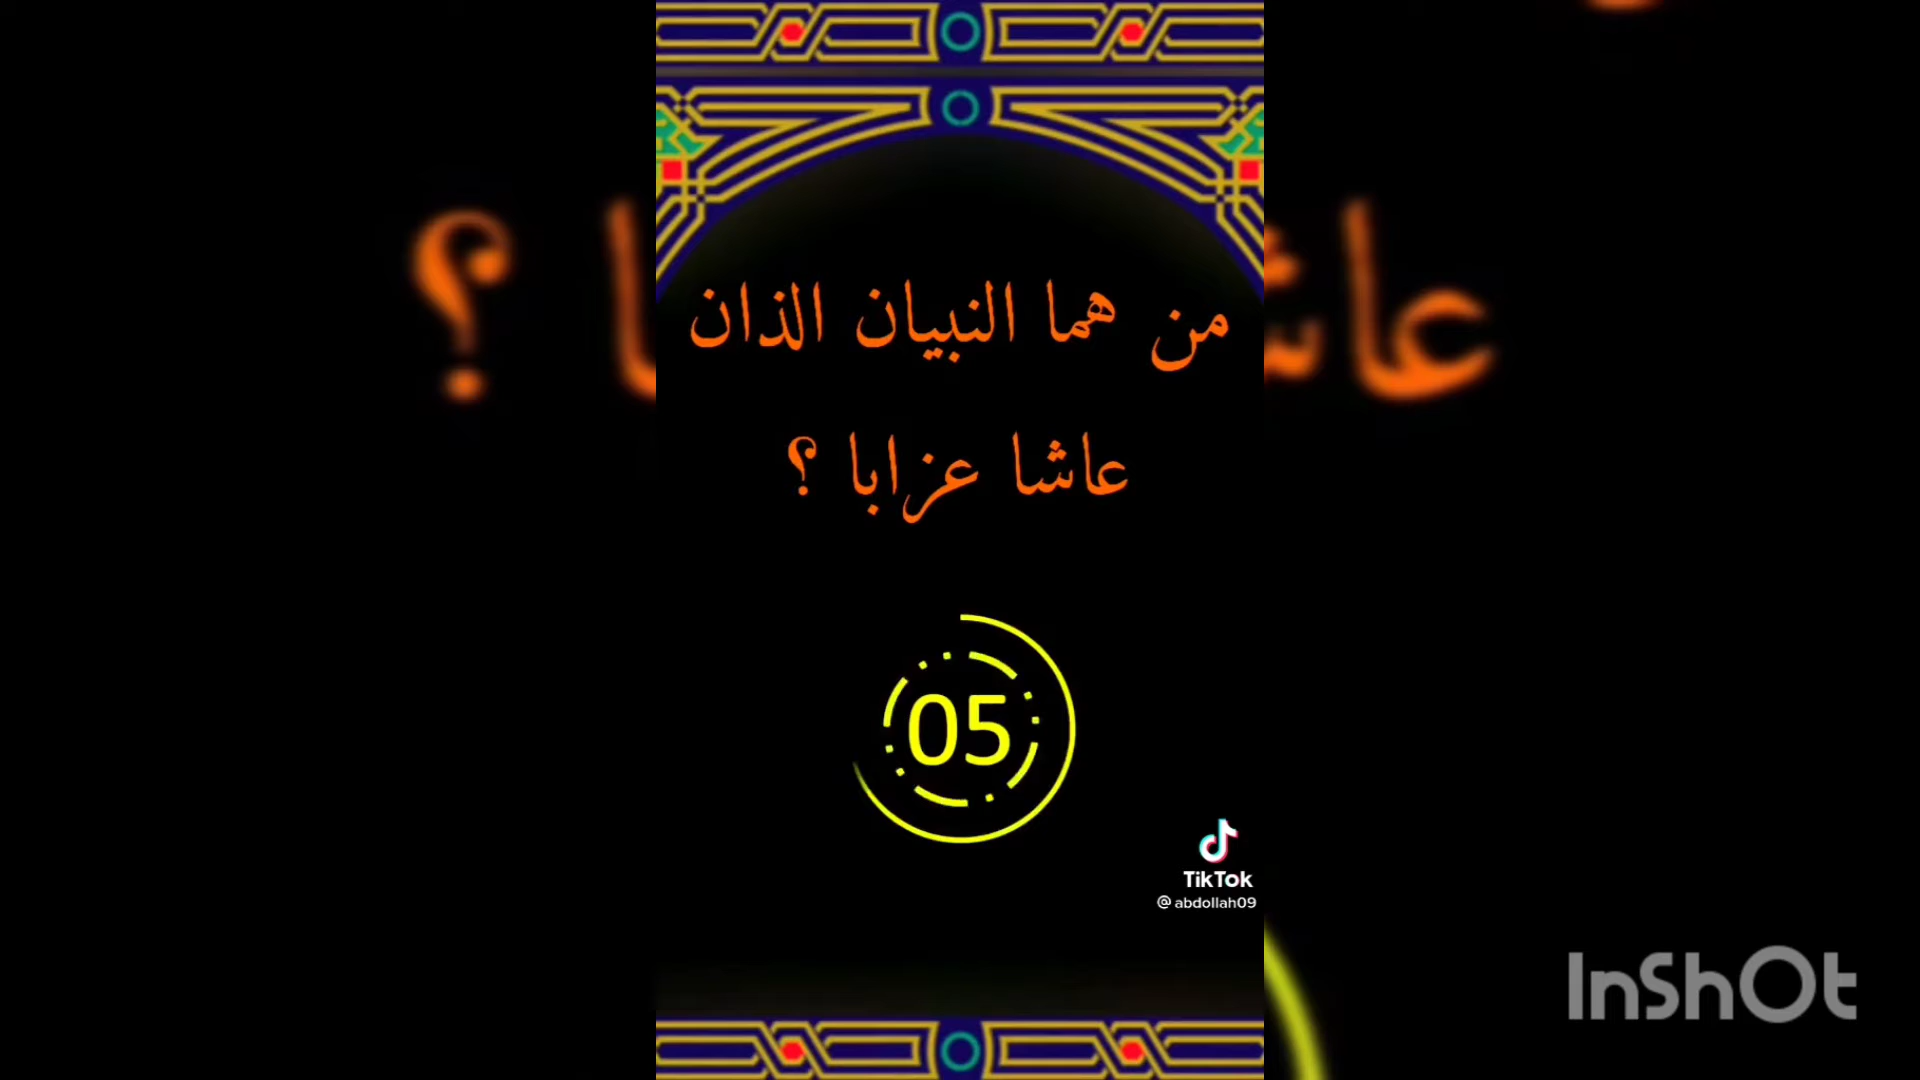 من هما النبيان الذان
عاشا عزابا ؟
05
TikTok
@abdollah09
InShOt